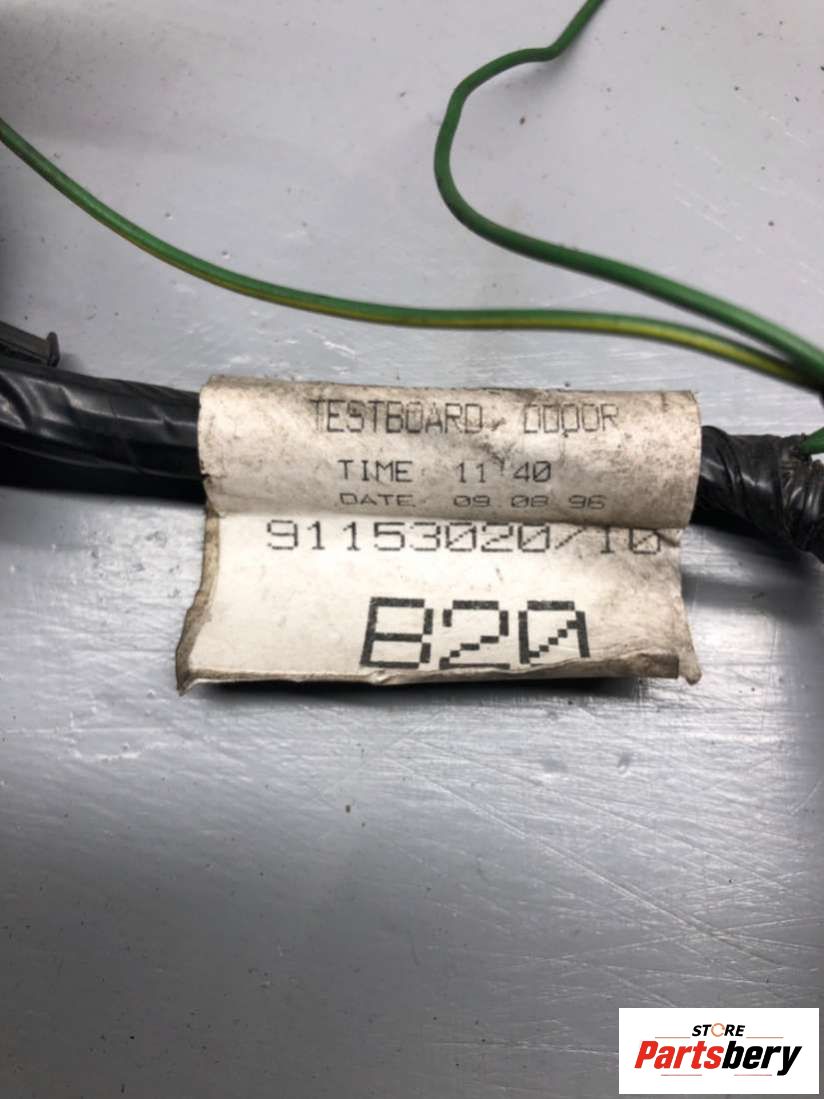 TESTBOARD: DOOOR
TIME: 11:40
DATE: 09.08.96
91153020/10
B20
STORE
Partsbery